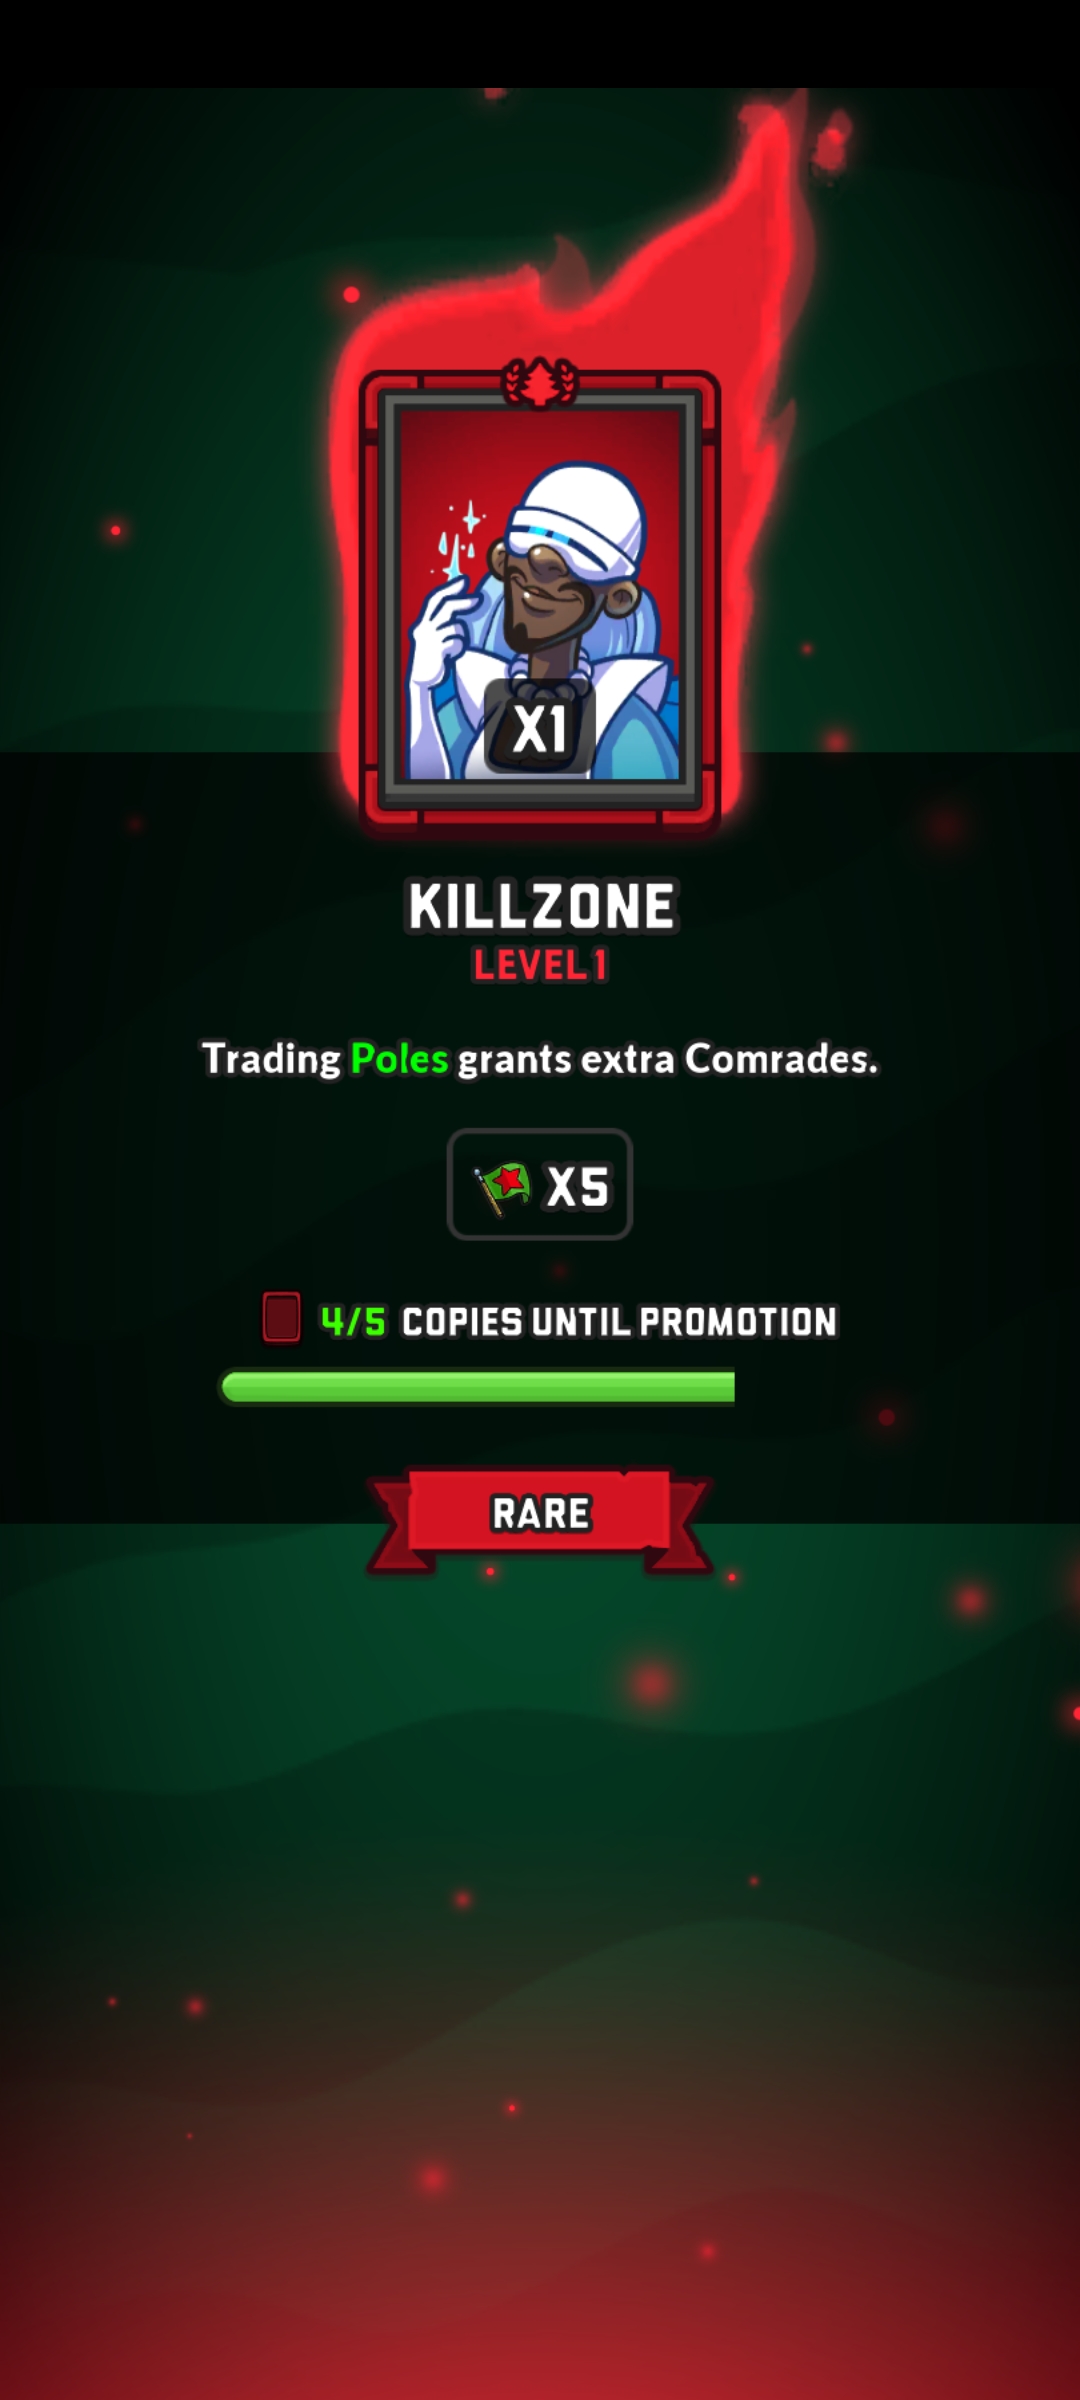 X1
KILLZONE
LEVEL 1
Trading Poles grants extra Comrades.
X5
4/5 COPIES UNTIL PROMOTION
RARE